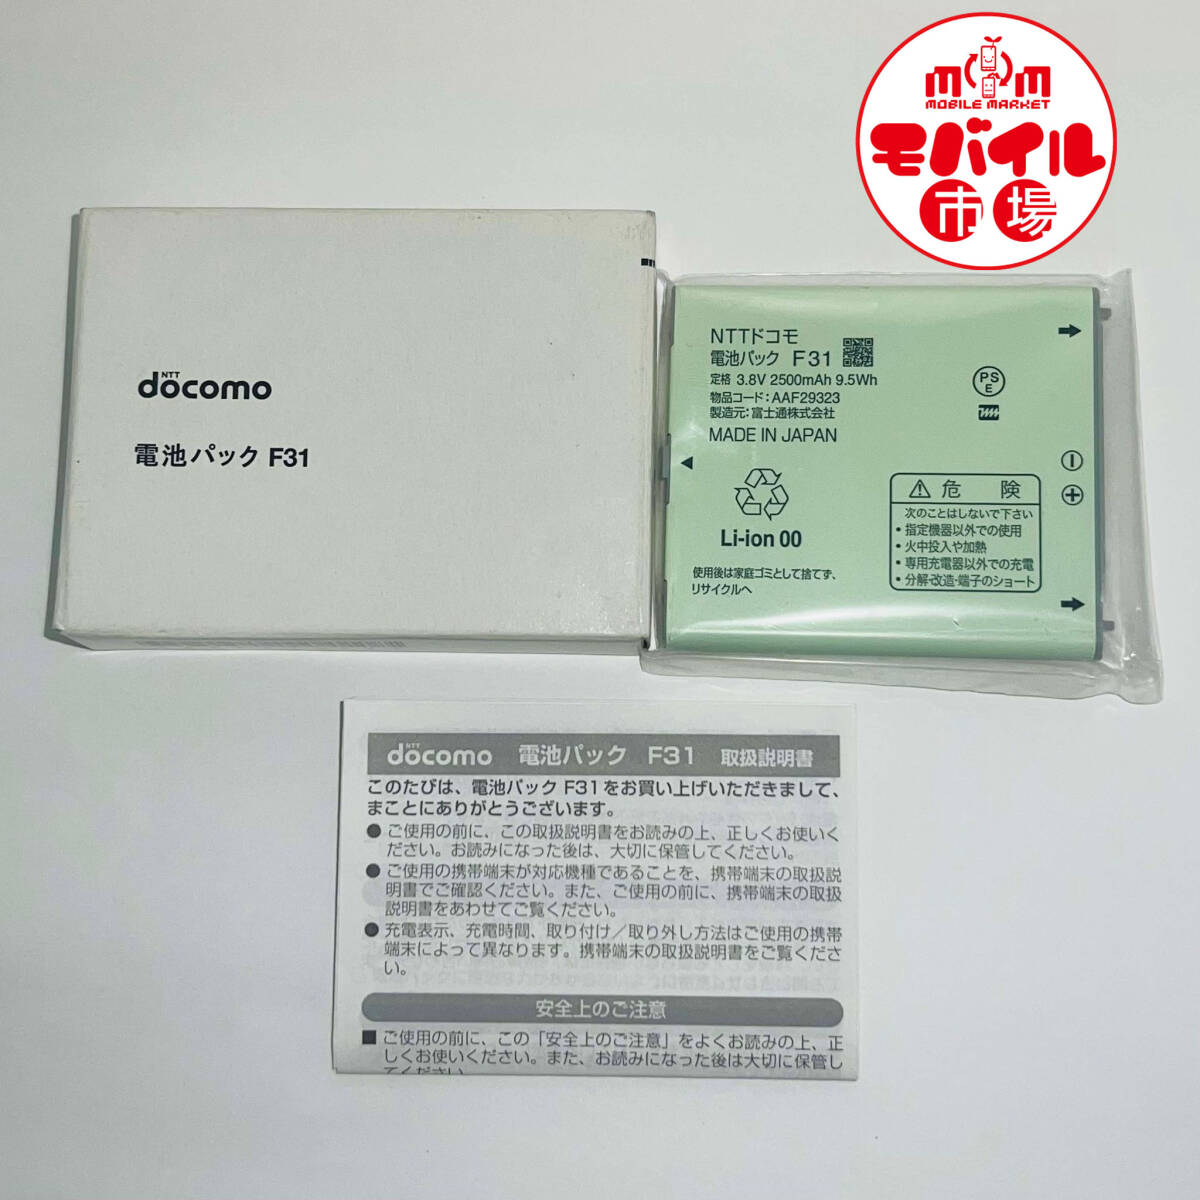 MOBILE MARKET
モバイル
市場
NTT
docomo
電池パック F31
NTTドコモ
電池パック F31
定格 3.8V 2500mAh 9.5Wh
物品コード：AAF29323
製造元：富士通株式会社
MADE IN JAPAN
PS
E
Li-ion 00
使用後は家庭ゴミとして捨てず、
リサイクルへ
危 険
次のことはしないで下さい
・指定機器以外での使用
・火中投入や加熱
・専用充電器以外での充電
・分解・改造・端子のショート
NTT
docomo 電池パック F31 取扱説明書
このたびは、電池パック F31をお買い上げいただきまして、
まことにありがとうございます。
● ご使用の前に、この取扱説明書をお読みの上、正しくお使いく
ださい。お読みになった後は、大切に保管してください。
● ご使用の携帯端末が対応機種であることを、携帯端末の取扱説
明書でご確認ください。また、ご使用の前に、携帯端末の取扱
説明書をあわせてご覧ください。
● 充電表示、充電時間、取り付け／取り外し方法はご使用の携帯
端末によって異なります。携帯端末の取扱説明書をご覧くださ
い。
安全上のご注意
■ ご使用の前に、この「安全上のご注意」をよくお読みの上、正
しくお使いください。また、お読みになった後は大切に保管し
てください。